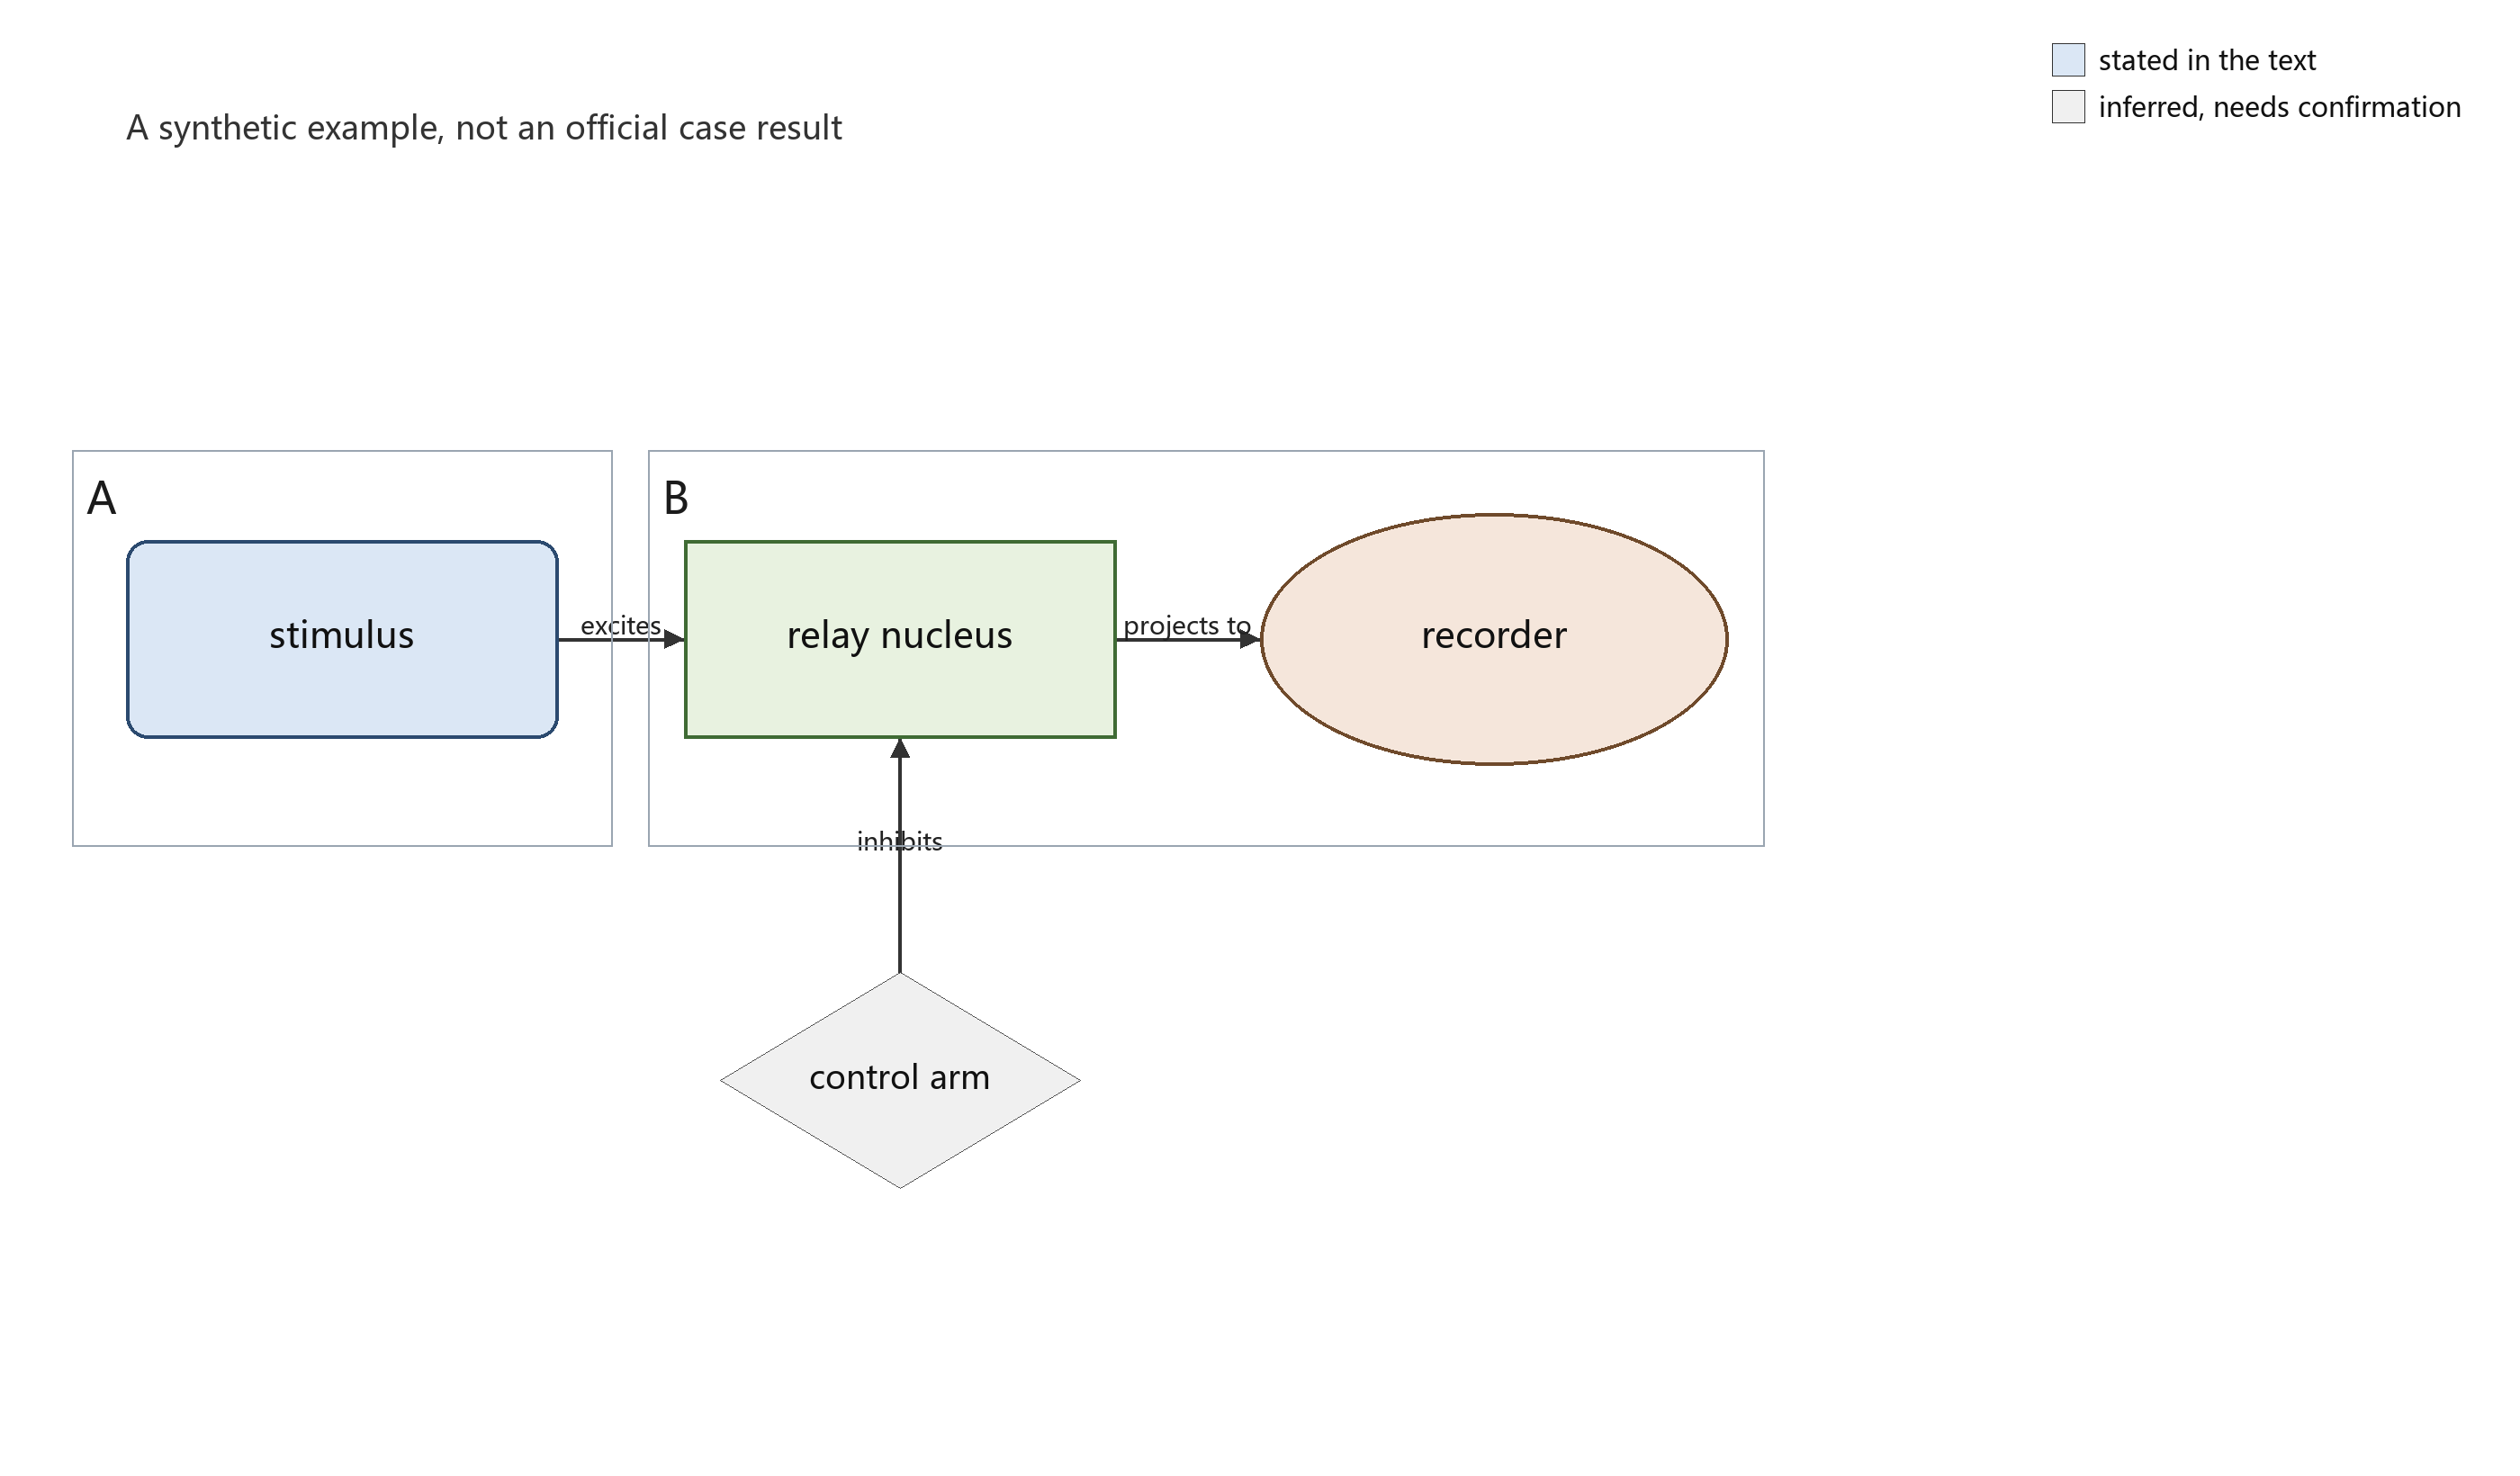 stated in the text
inferred, needs confirmation
A synthetic example, not an official case result
A
B
stimulus
excites
relay nucleus
projects to
recorder
inhibits
control arm